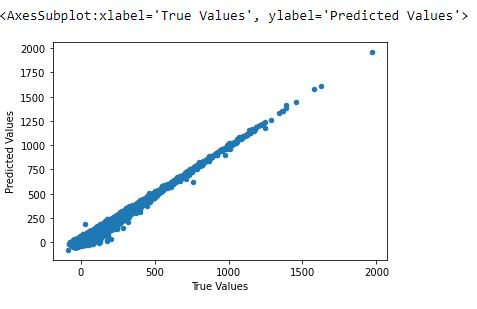 <AxesSubplot:xlabel='True Values', ylabel='Predicted Values'>
2000
1750
1500
1250
1000
750
500
250
0
Predicted Values
0 500 1000 1500 2000
True Values